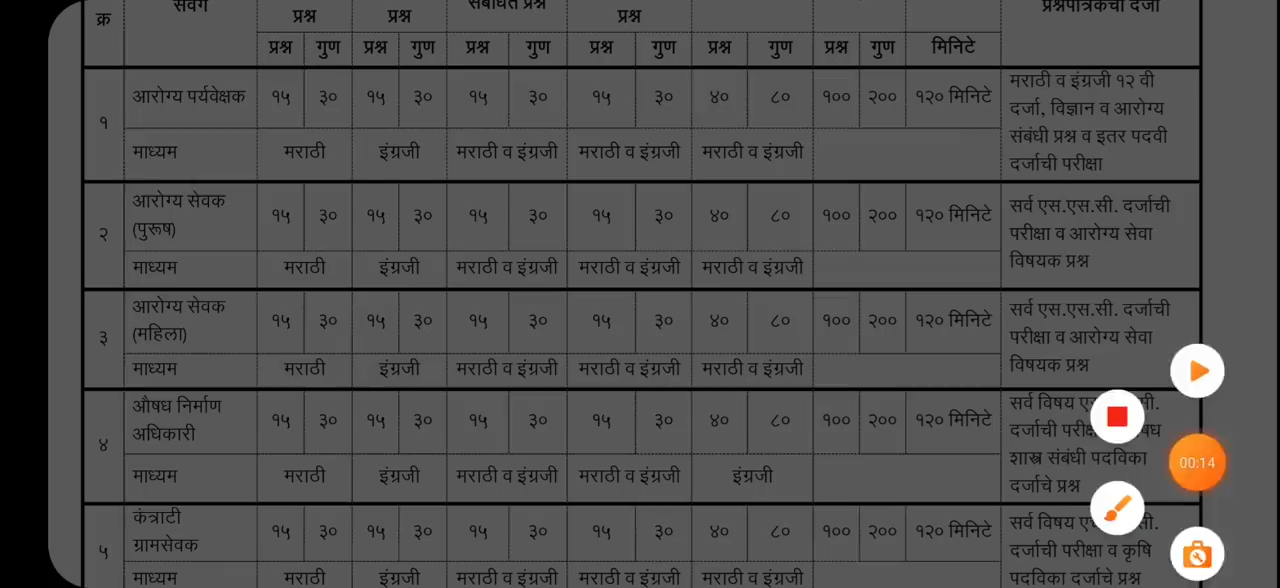 क्र संवर्ग प्रश्न प्रश्न संबंधित प्रश्न प्रश्न प्रश्नपत्रिकेचा दर्जा
प्रश्न गुण प्रश्न गुण प्रश्न गुण प्रश्न गुण प्रश्न गुण प्रश्न गुण मिनिटे
१ आरोग्य पर्यवेक्षक १५ ३० १५ ३० १५ ३० १५ ३० ४० ८० १०० २०० १२० मिनिटे
मराठी व इंग्रजी १२ वी
दर्जा, विज्ञान व आरोग्य
संबंधी प्रश्न व इतर पदवी
दर्जाची परीक्षा
माध्यम मराठी इंग्रजी मराठी व इंग्रजी मराठी व इंग्रजी मराठी व इंग्रजी
२ आरोग्य सेवक
(पुरूष) १५ ३० १५ ३० १५ ३० १५ ३० ४० ८० १०० २०० १२० मिनिटे
सर्व एस.एस.सी. दर्जाची
परीक्षा व आरोग्य सेवा
विषयक प्रश्न
माध्यम मराठी इंग्रजी मराठी व इंग्रजी मराठी व इंग्रजी मराठी व इंग्रजी
३ आरोग्य सेवक
(महिला) १५ ३० १५ ३० १५ ३० १५ ३० ४० ८० १०० २०० १२० मिनिटे
सर्व एस.एस.सी. दर्जाची
परीक्षा व आरोग्य सेवा
विषयक प्रश्न
माध्यम मराठी इंग्रजी मराठी व इंग्रजी मराठी व इंग्रजी मराठी व इंग्रजी
४ औषध निर्माण
अधिकारी १५ ३० १५ ३० १५ ३० १५ ३० ४० ८० १०० २०० १२० मिनिटे
सर्व विषय सी.
दर्जाची
शास्त्र संबंधी पदविका
दर्जाचे प्रश्न
माध्यम मराठी इंग्रजी मराठी व इंग्रजी मराठी व इंग्रजी इंग्रजी
५ कंत्राटी
ग्रामसेवक १५ ३० १५ ३० १५ ३० १५ ३० ४० ८० १०० २०० १२० मिनिटे
सर्व विषय सी.
दर्जाची परीक्षा व कृषि
पदविका दर्जाचे प्रश्न
माध्यम मराठी इंग्रजी मराठी व इंग्रजी मराठी व इंग्रजी मराठी व इंग्रजी
00:14